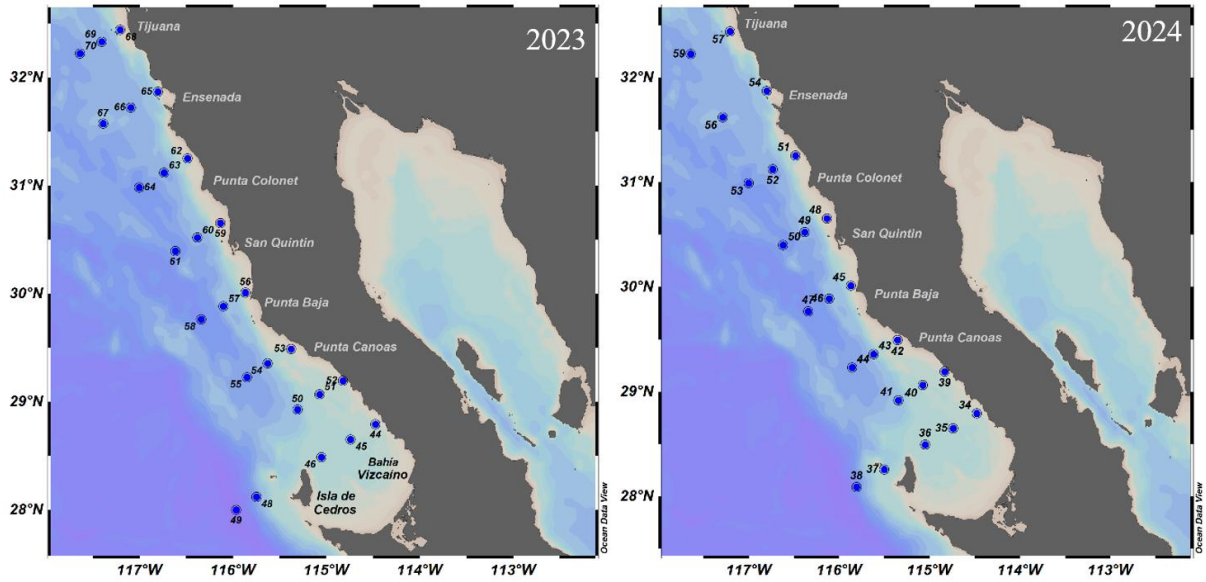 2023
Tijuana
69
70
68
32°N
65
66
Ensenada
67
62
63
31°N
64
Punta Colonet
60
59
San Quintin
61
56
30°N
57
Punta Baja
58
53
Punta Canoas
54
55
52
51
29°N
50
44
45
46
Bahía
Vizcaíno
Isla de
Cedros
28°N
48
49
117°W
116°W
115°W
114°W
113°W
Ocean Data View
2024
Tijuana
57
59
32°N
54
Ensenada
56
51
52
31°N
53
Punta Colonet
48
49
San Quintin
50
45
30°N
47
46
Punta Baja
Punta Canoas
43
42
44
40
39
29°N
41
34
36
35
37
38
28°N
117°W
116°W
115°W
114°W
113°W
Ocean Data View